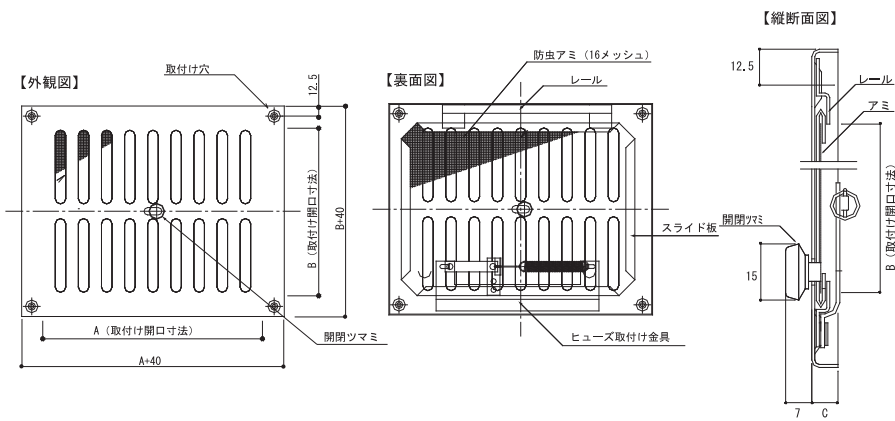 【外観図】
取付け穴
12.5
B（取付け開口寸法）
B+40
A（取付け開口寸法）
A+40
開閉ツマミ
【裏面図】
防虫アミ（16メッシュ）
レール
スライド板
ヒューズ取付け金具
【縦断面図】
12.5
レール
アミ
B（取付け開口寸法）
開閉ﾂﾏﾐ
15
7
C